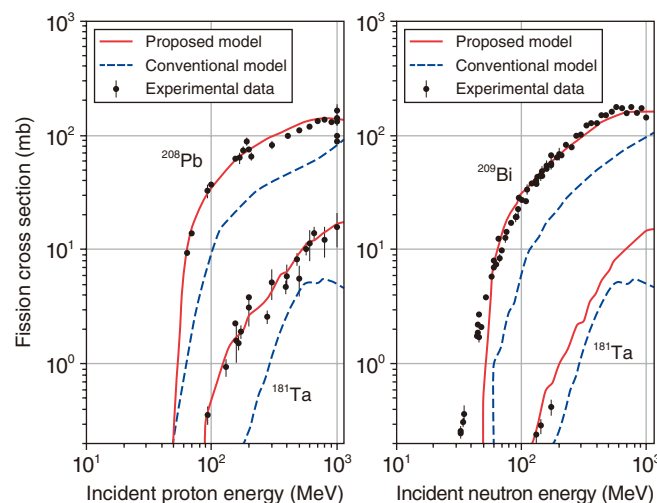 10³
10²
10¹
10⁰
Fission cross section (mb)
Proposed model
Conventional model
Experimental data
²⁰⁸Pb
¹⁸¹Ta
10¹ 10² 10³
Incident proton energy (MeV)
10³
10²
10¹
10⁰
Proposed model
Conventional model
Experimental data
²⁰⁹Bi
¹⁸¹Ta
10¹ 10² 10³
Incident neutron energy (MeV)